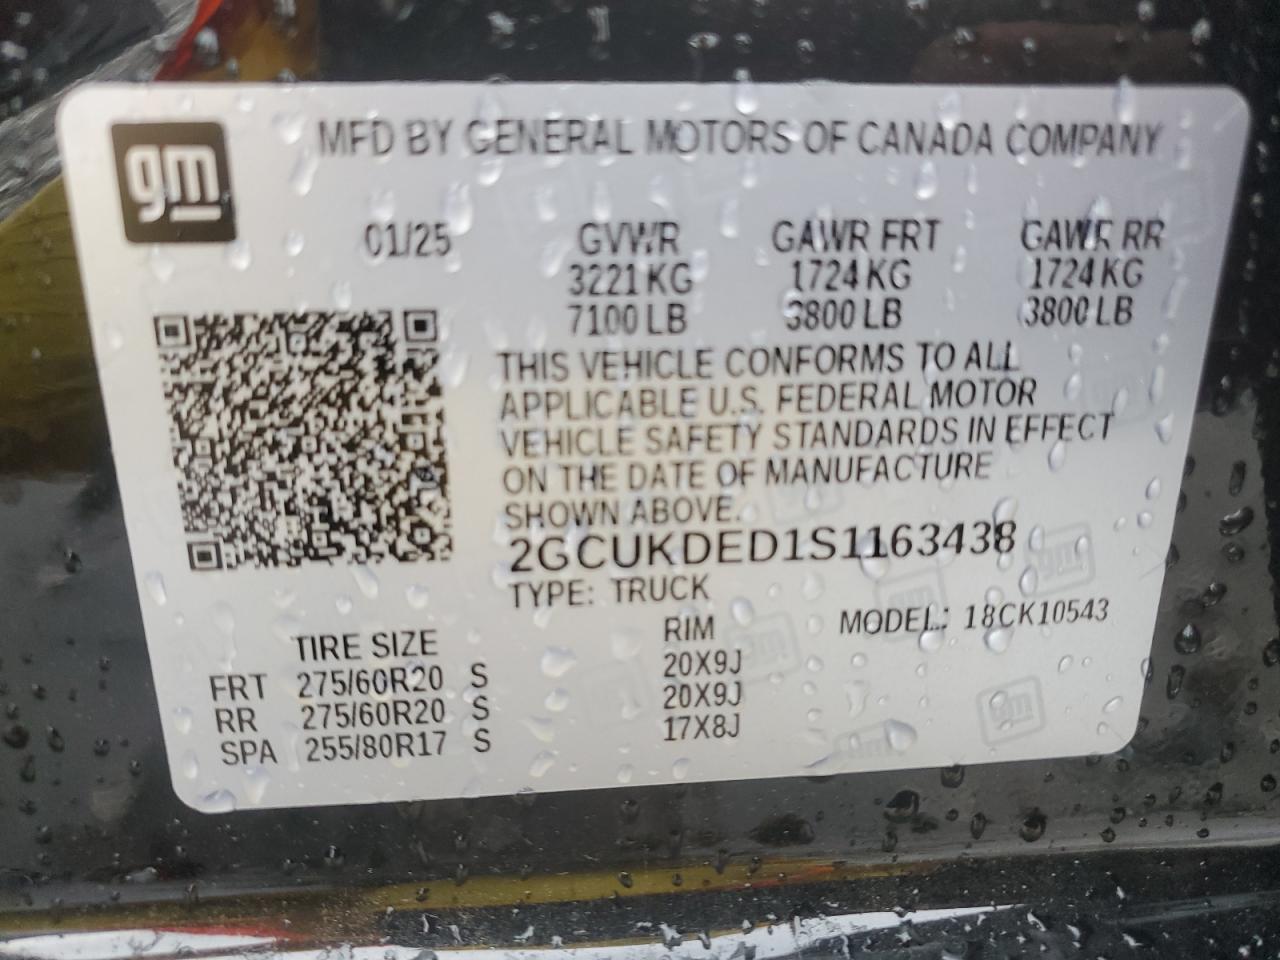 gm
MFD BY GENERAL MOTORS OF CANADA COMPANY
01/25 GVWR GAWR FRT GAWR RR
3221 KG 1724 KG 1724 KG
7100 LB 3800 LB 3800 LB
THIS VEHICLE CONFORMS TO ALL
APPLICABLE U.S. FEDERAL MOTOR
VEHICLE SAFETY STANDARDS IN EFFECT
ON THE DATE OF MANUFACTURE
SHOWN ABOVE.
2GCUKDED1S1163438
TYPE: TRUCK
MODEL: 18CK10543
TIRE SIZE RIM
FRT 275/60R20 S 20X9J
RR 275/60R20 S 20X9J
SPA 255/80R17 S 17X8J